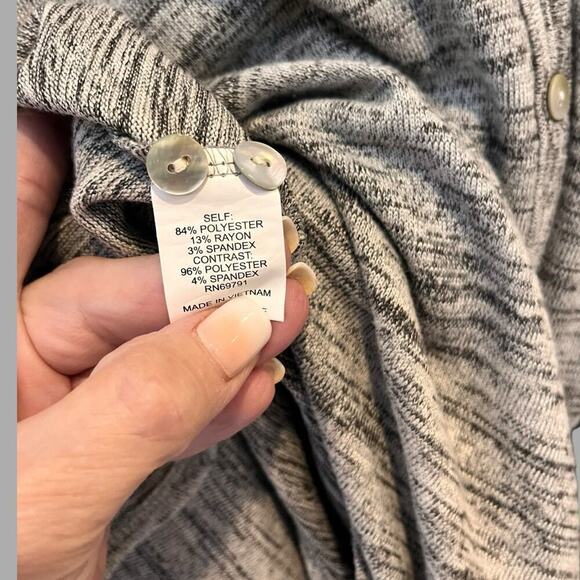 SELF:
84% POLYESTER
13% RAYON
3% SPANDEX
CONTRAST:
96% POLYESTER
4% SPANDEX
RN69791
MADE IN VIETNAM